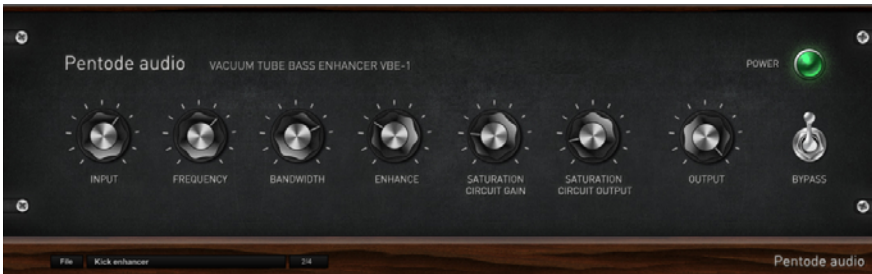 Pentode audio VACUUM TUBE BASS ENHANCER VBE-1
POWER
INPUT FREQUENCY BANDWIDTH ENHANCE SATURATION CIRCUIT GAIN SATURATION CIRCUIT OUTPUT OUTPUT BYPASS
File Kick enhancer 2/4
Pentode audio